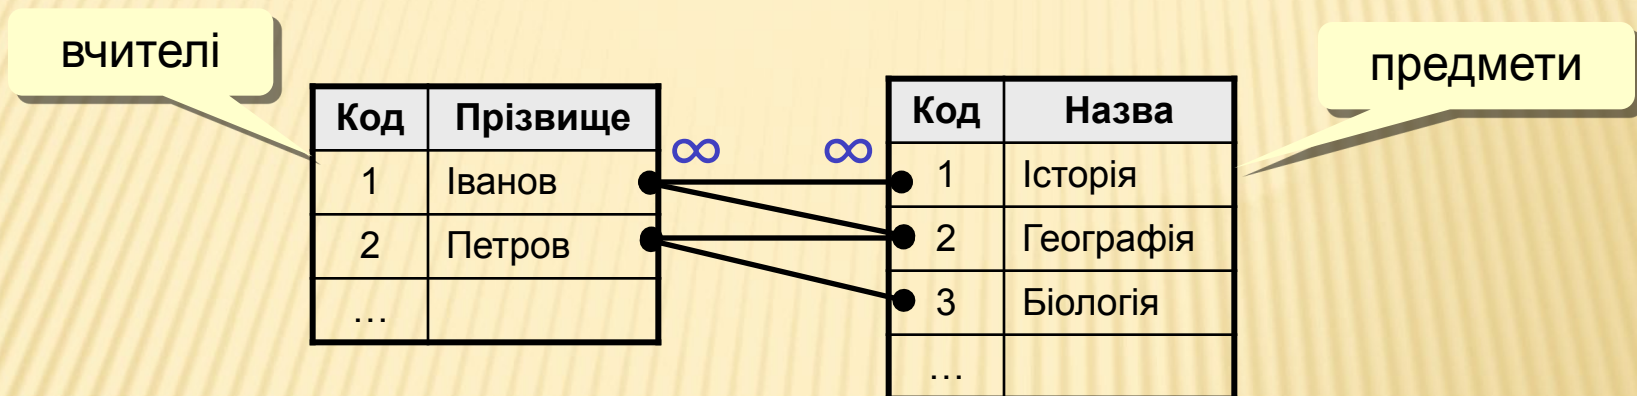 вчителі
предмети
Код Прізвище
1 Іванов
2 Петров
…
∞ ∞
Код Назва
1 Історія
2 Географія
3 Біологія
…